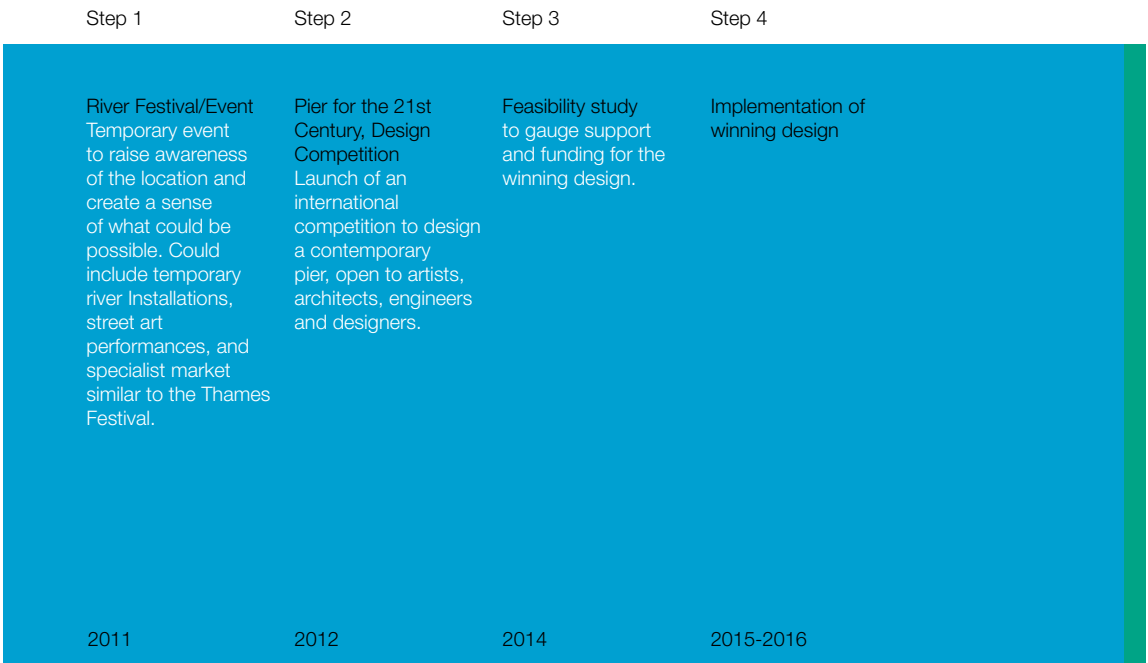 Step 1
Step 2
Step 3
Step 4
River Festival/Event
Temporary event
to raise awareness
of the location and
create a sense
of what could be
possible. Could
include temporary
river Installations,
street art
performances, and
specialist market
similar to the Thames
Festival.
Pier for the 21st
Century, Design
Competition
Launch of an
international
competition to design
a contemporary
pier, open to artists,
architects, engineers
and designers.
Feasibility study
to gauge support
and funding for the
winning design.
Implementation of
winning design
2011
2012
2014
2015-2016